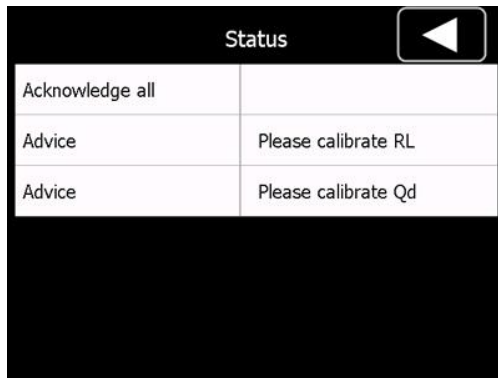 Status
Acknowledge all
Advice Please calibrate RL
Advice Please calibrate Qd